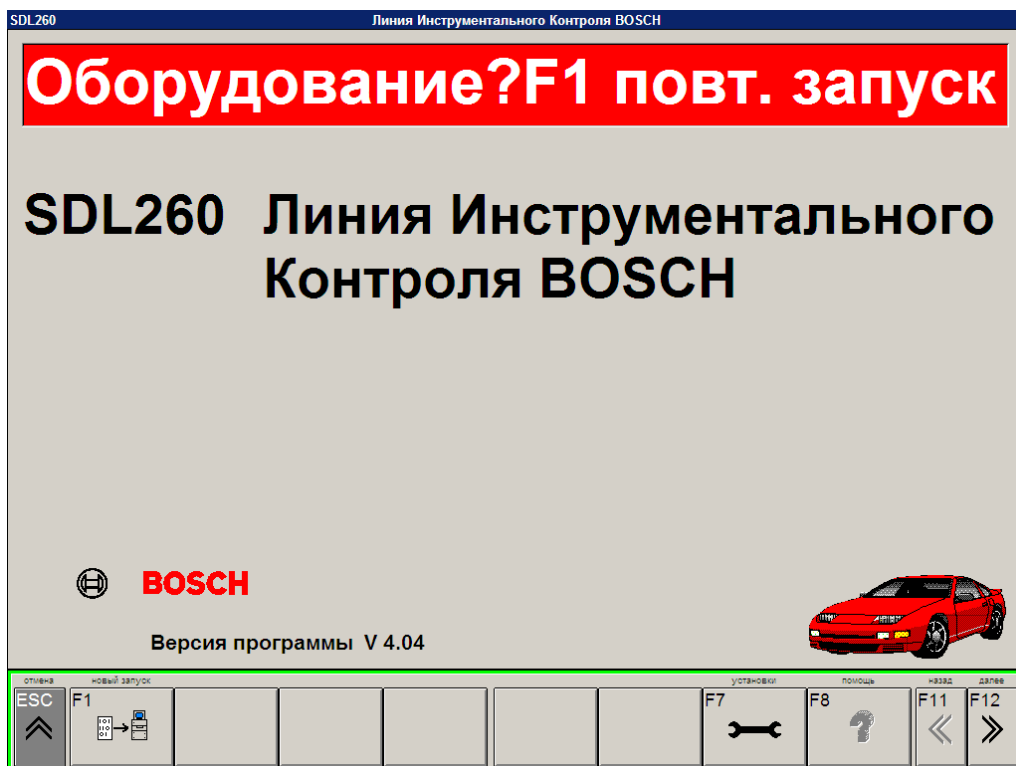 SDL260 Линия Инструментального Контроля BOSCH
Оборудование?F1 повт. запуск
SDL260 Линия Инструментального
Контроля BOSCH
BOSCH
Версия программы V 4.04
отмена новый запуск установки помощь назад далее
ESC F1 F7 F8 F11 F12